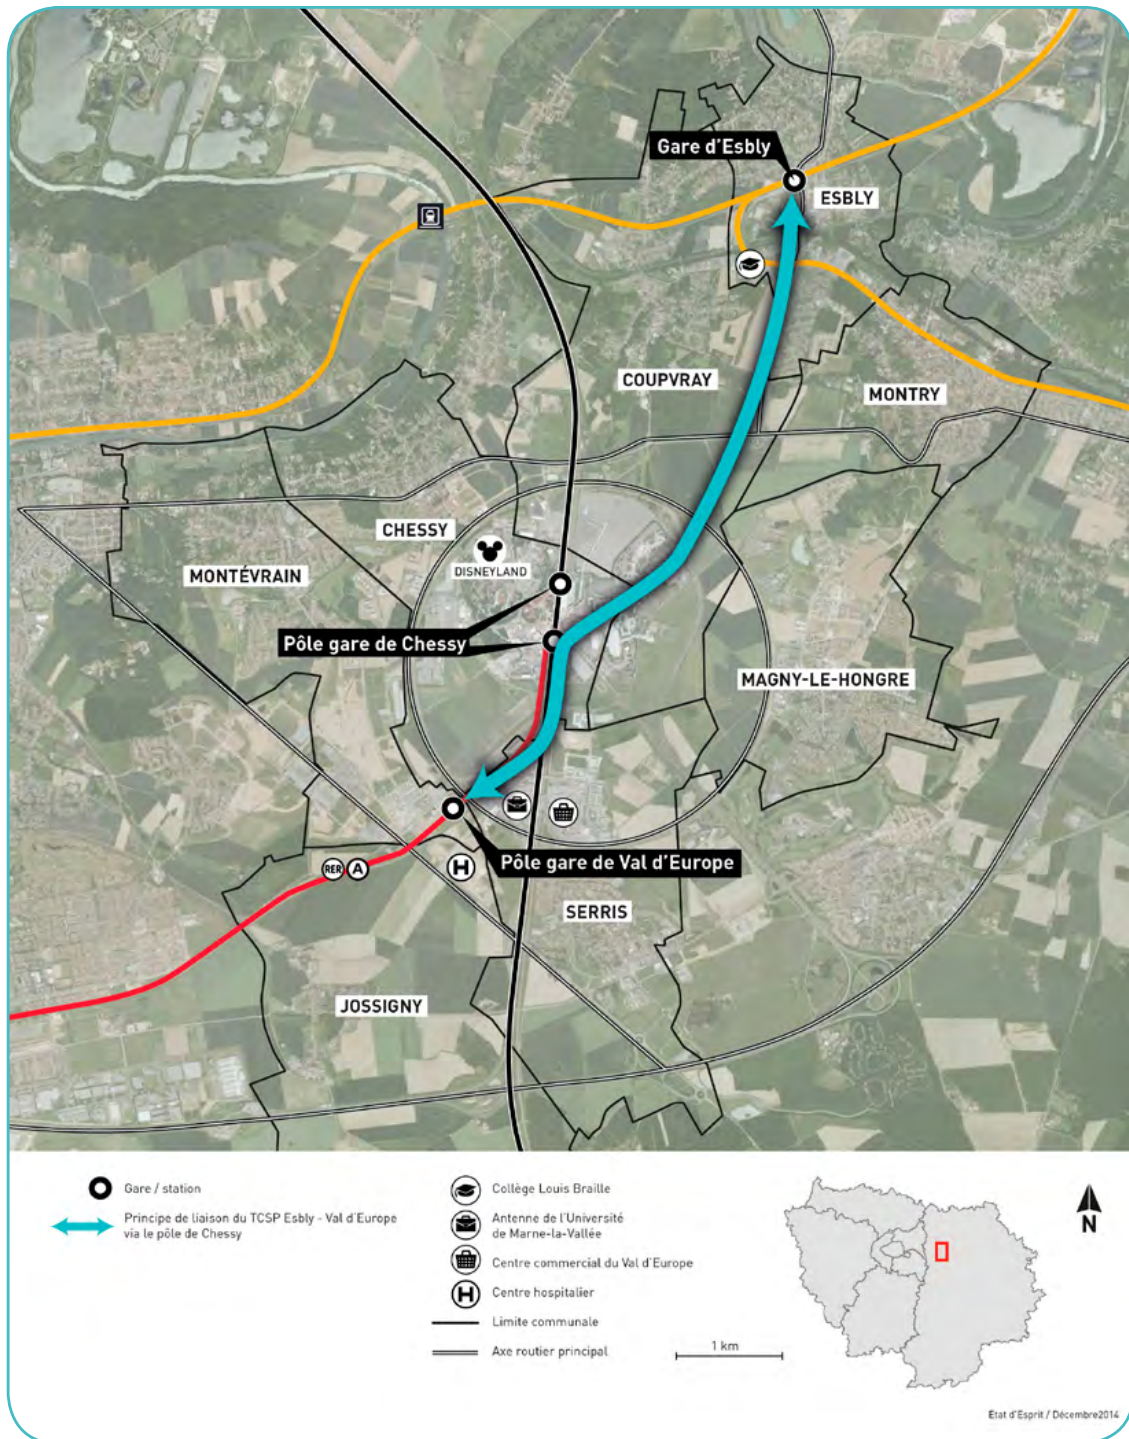 Gare d'Esbly
ESBLY
COUPVRAY
MONTRY
CHESSY
DISNEYLAND
MONTÉVRAIN
Pôle gare de Chessy
MAGNY-LE-HONGRE
Pôle gare de Val d'Europe
RER A
H
SERRIS
JOSSIGNY
Gare / station
Principe de liaison du TCSP Esbly - Val d'Europe
via le pôle de Chessy
Collège Louis Braille
Antenne de l'Université
de Marne-la-Vallée
Centre commercial du Val d'Europe
H
Centre hospitalier
Limite communale
Axe routier principal
1 km
N
Etat d'Esprit / Décembre2014